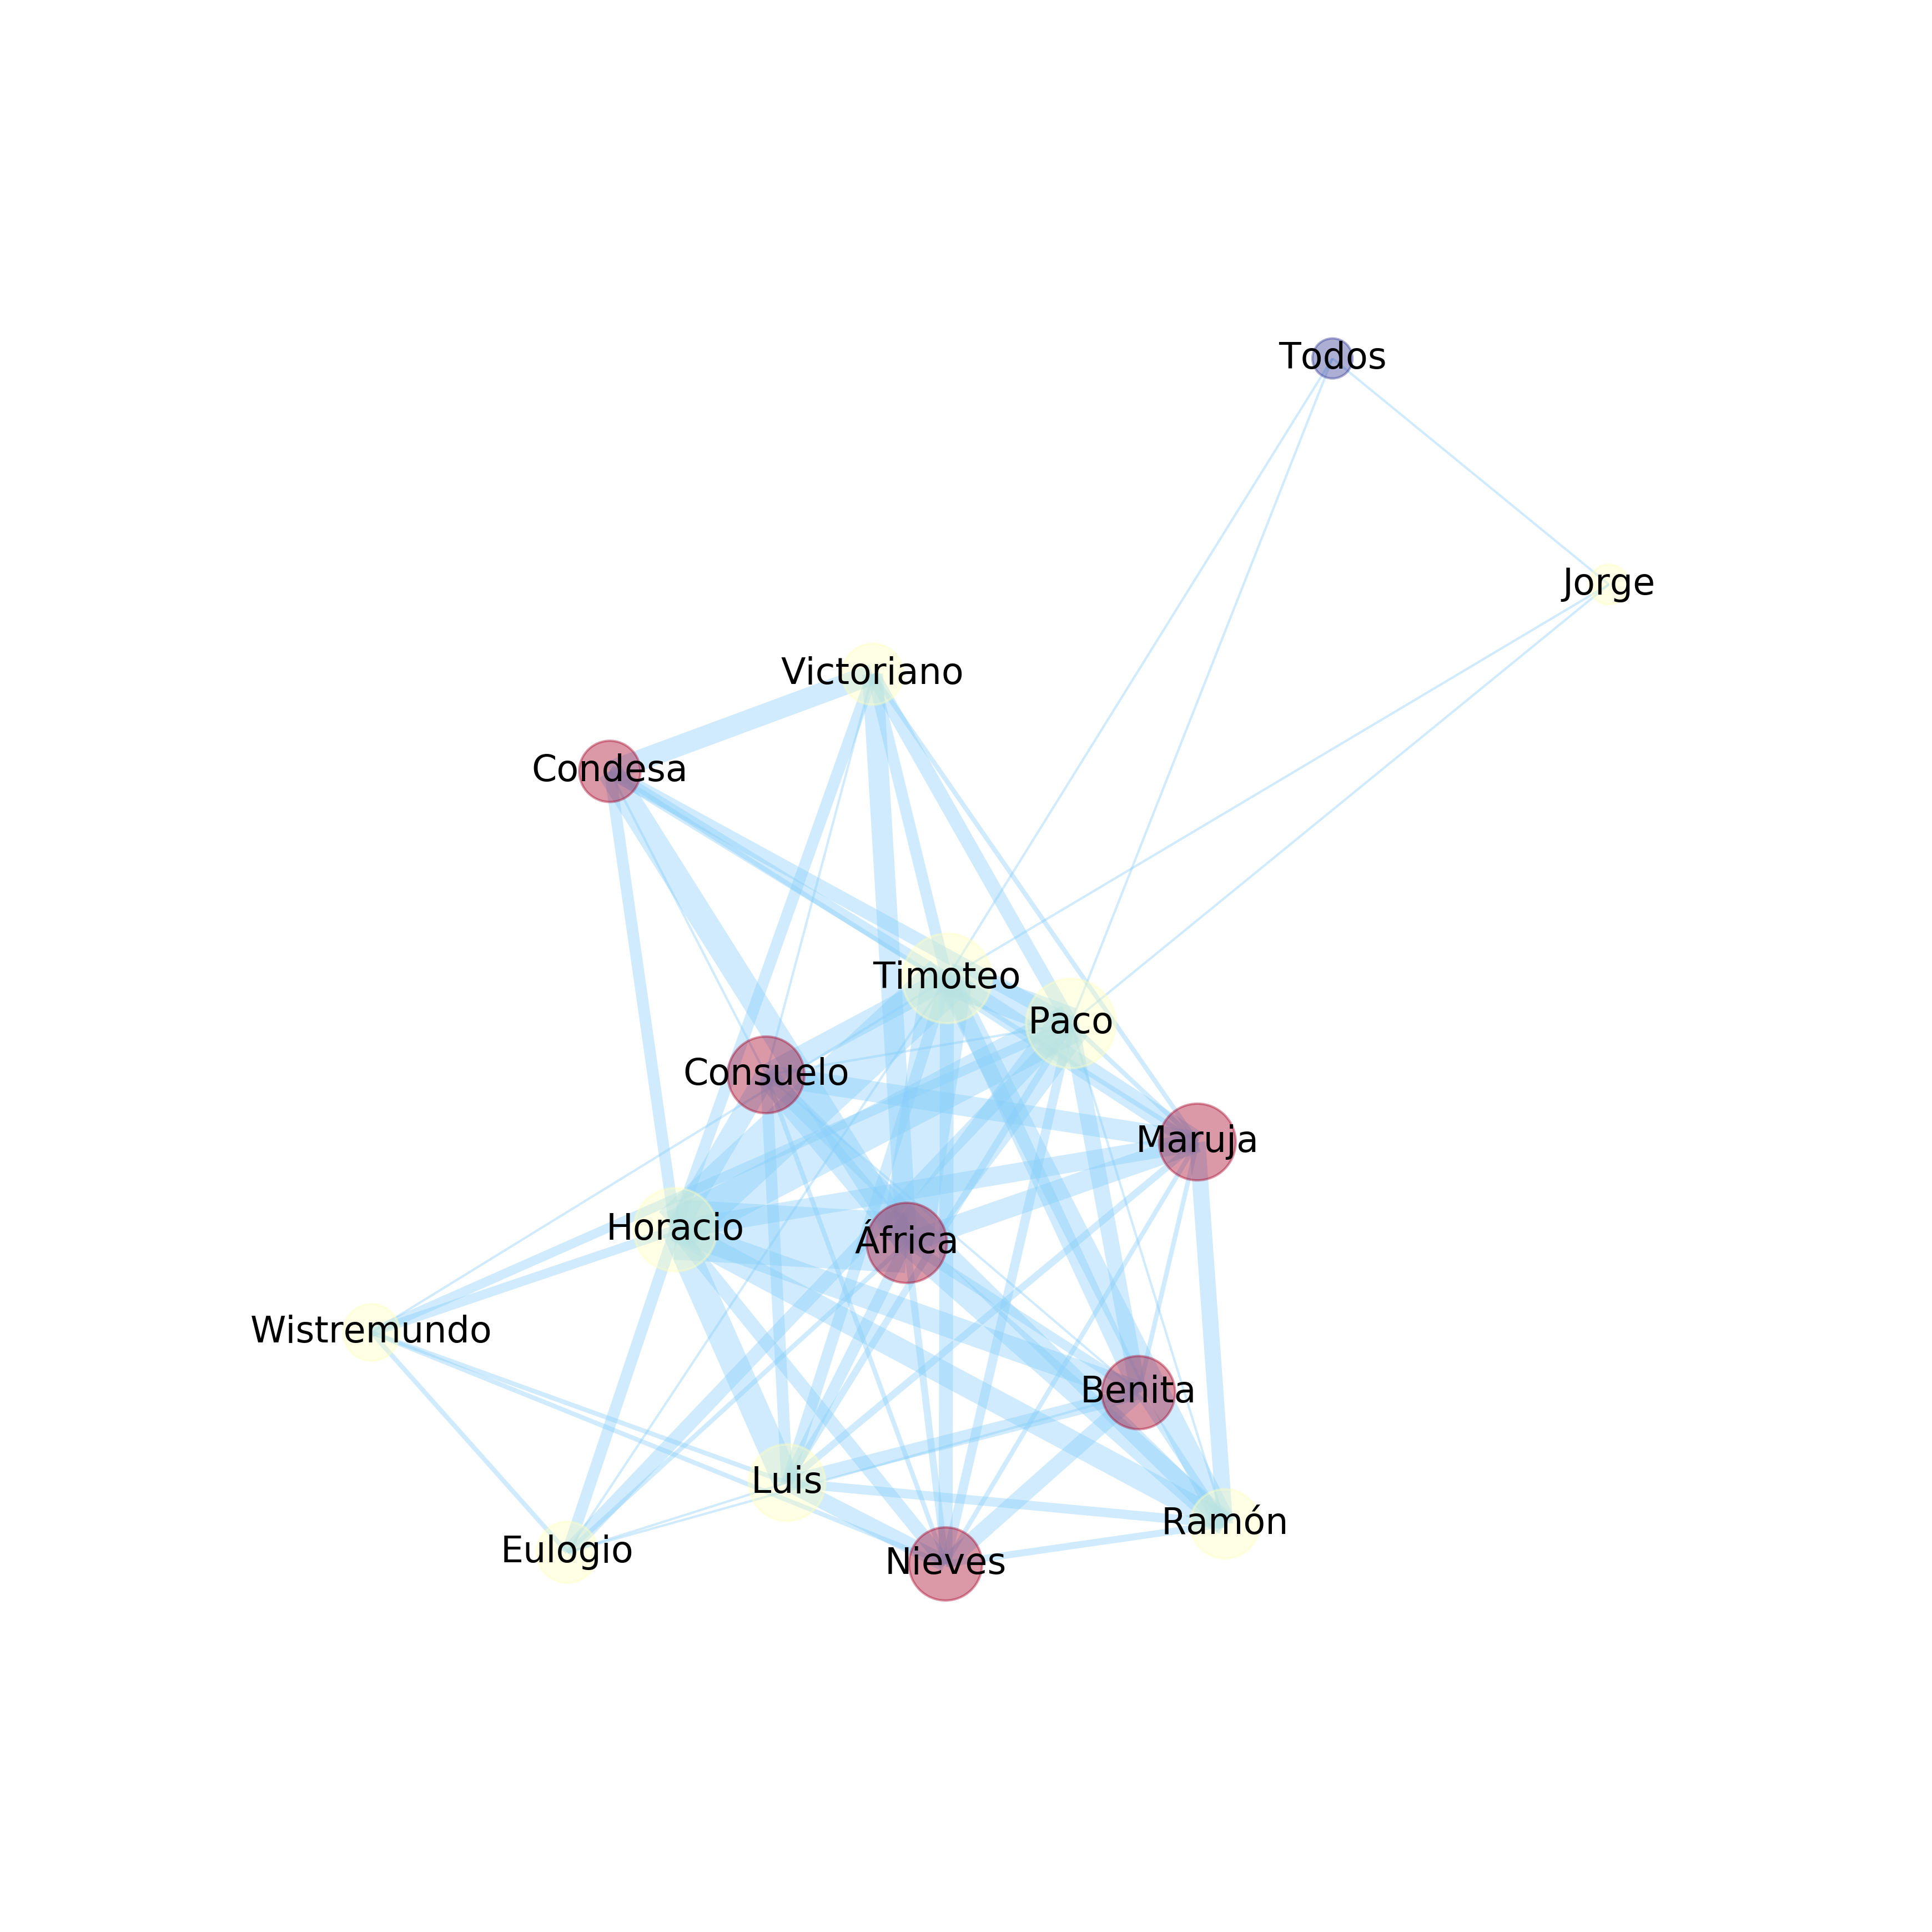 Todos
Jorge
Victoriano
Condesa
Timoteo
Paco
Consuelo
Maruja
Horacio
África
Wistremundo
Benita
Luis
Ramón
Eulogio
Nieves